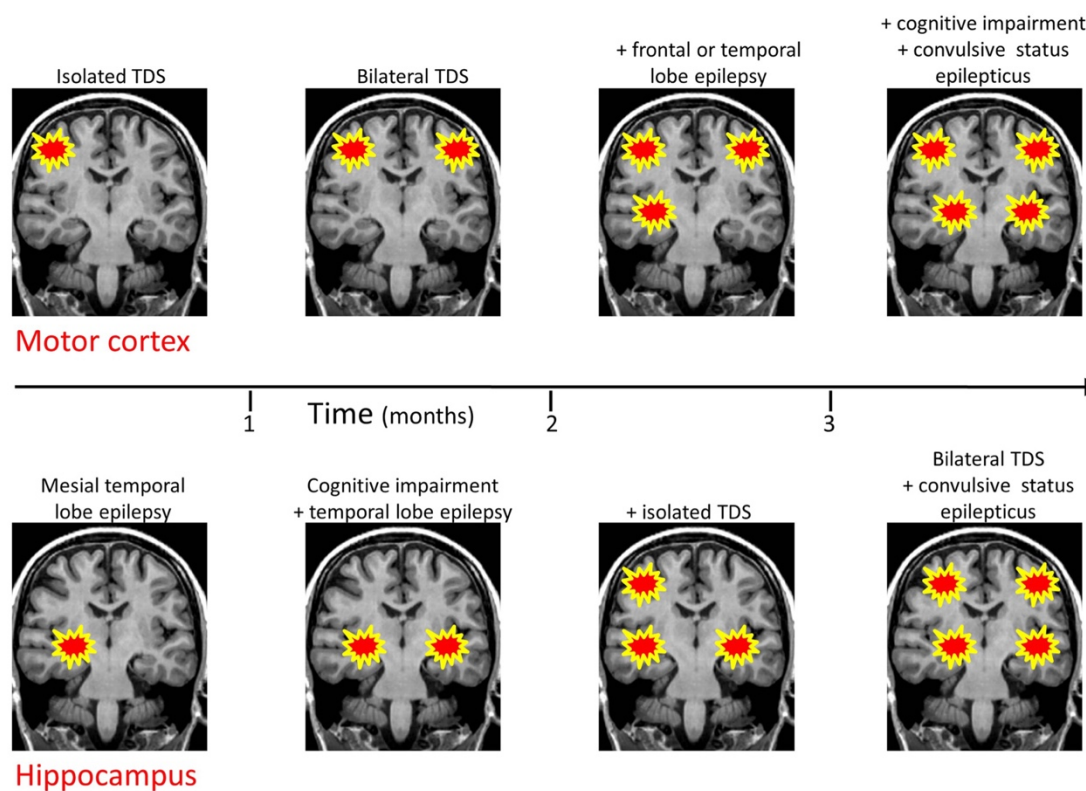 Isolated TDS
Bilateral TDS
+ frontal or temporal
lobe epilepsy
+ cognitive impairment
+ convulsive status
epilepticus
Motor cortex
1
Time (months)
2
3
Mesial temporal
lobe epilepsy
Cognitive impairment
+ temporal lobe epilepsy
+ isolated TDS
Bilateral TDS
+ convulsive status
epilepticus
Hippocampus